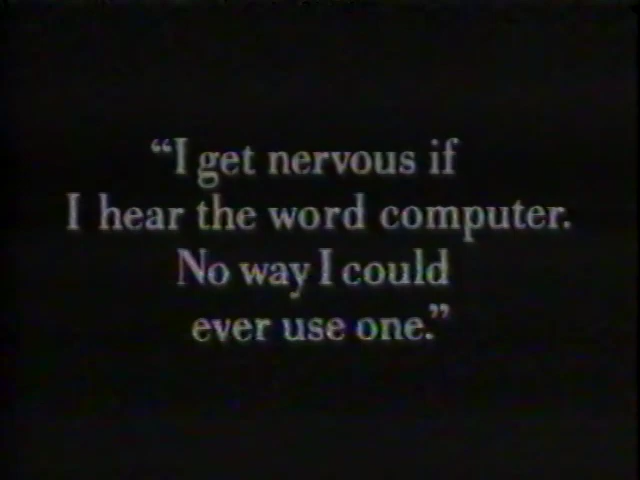 “I get nervous if
I hear the word computer.
No way I could
ever use one.”